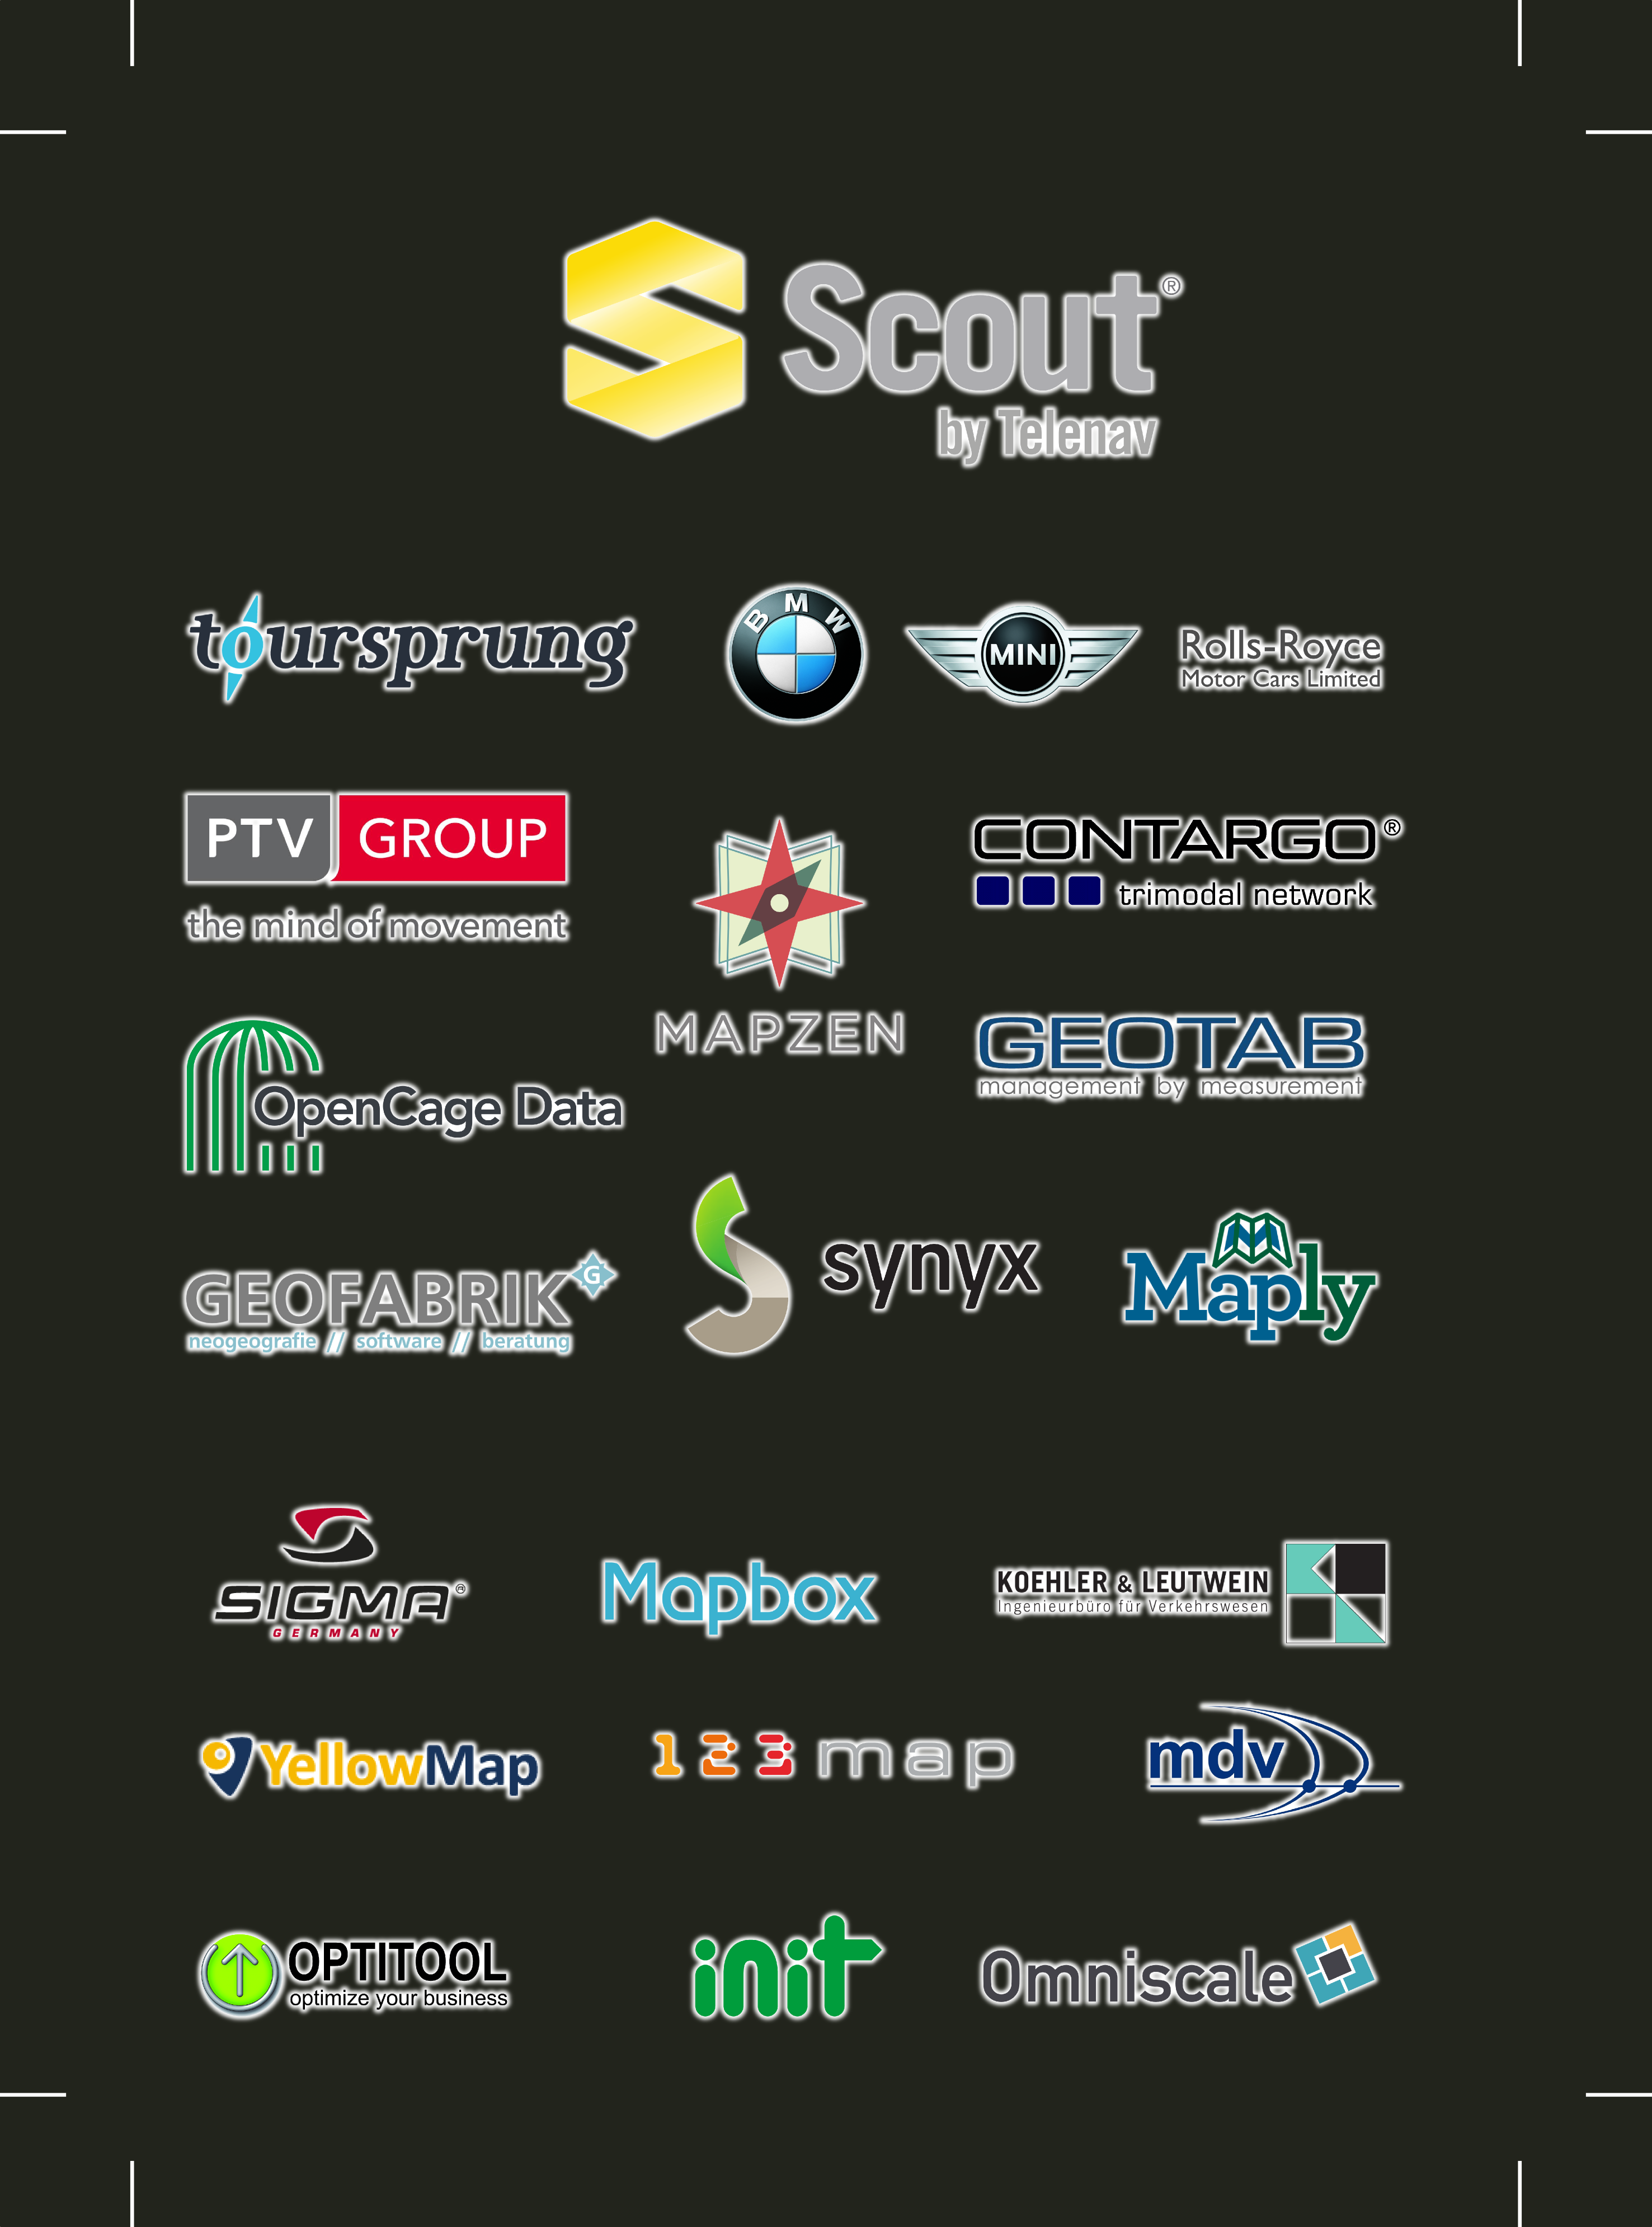 Scout®
by Telenav
toursprung
BMW
MINI
Rolls-Royce
Motor Cars Limited
PTV GROUP
the mind of movement
MAPZEN
CONTARGO®
trimodal network
OpenCage Data
GEOTAB
management by measurement
GEOFABRIK G
neogeografie // software // beratung
synyx
Maply
SIGMA®
GERMANY
Mapbox
KOEHLER & LEUTWEIN
Ingenieurbüro für Verkehrswesen
YellowMap
123map
mdv
OPTITOOL
optimize your business
init
Omniscale